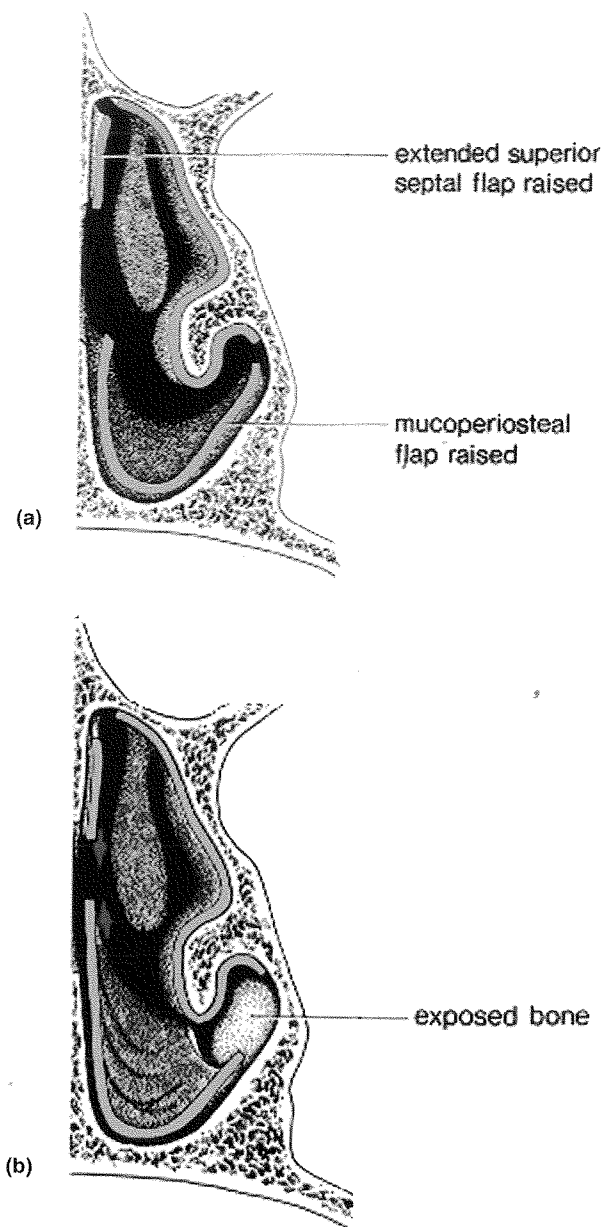 extended superior
septal flap raised
mucoperiosteal
flap raised
(a)
exposed bone
(b)